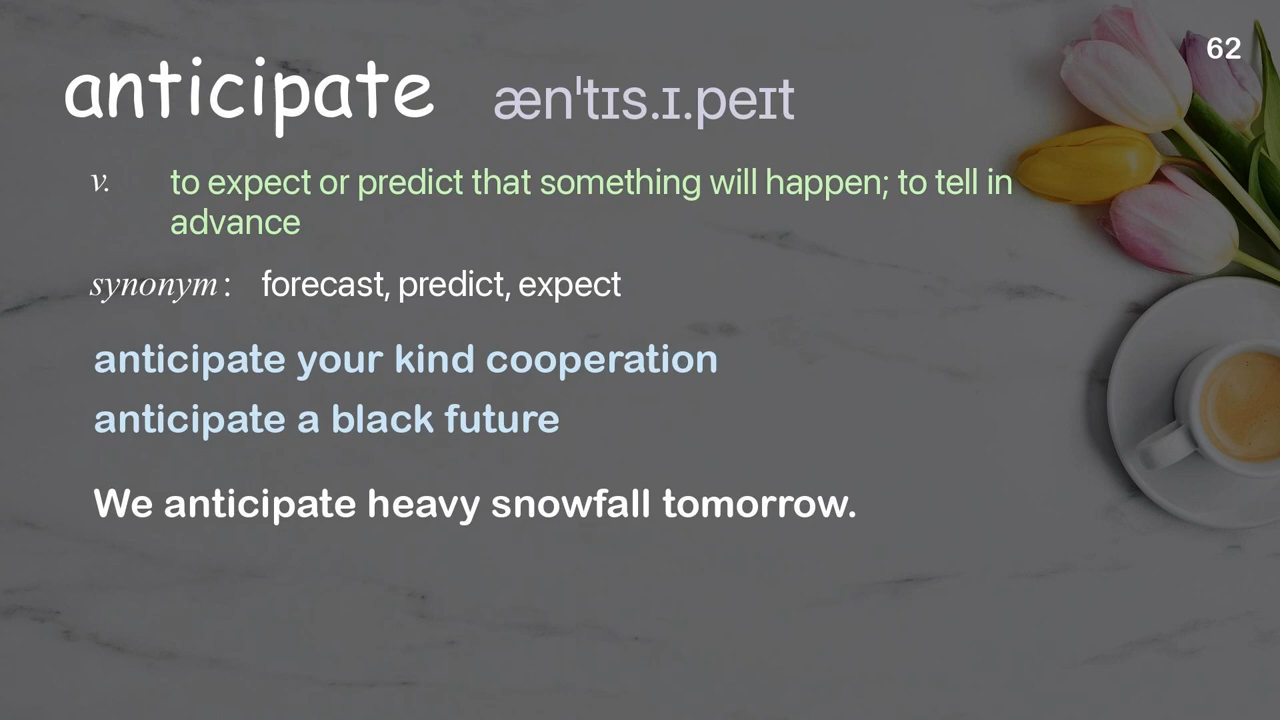 62
anticipate æn'tɪs.ɪ.peɪt
v. to expect or predict that something will happen; to tell in
advance
synonym : forecast, predict, expect
anticipate your kind cooperation
anticipate a black future
We anticipate heavy snowfall tomorrow.